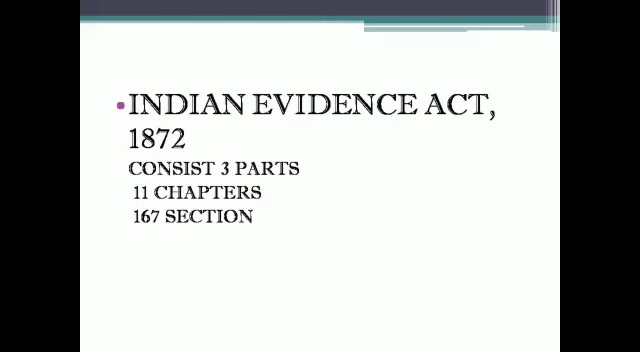 •INDIAN EVIDENCE ACT,
1872
CONSIST 3 PARTS
11 CHAPTERS
167 SECTION